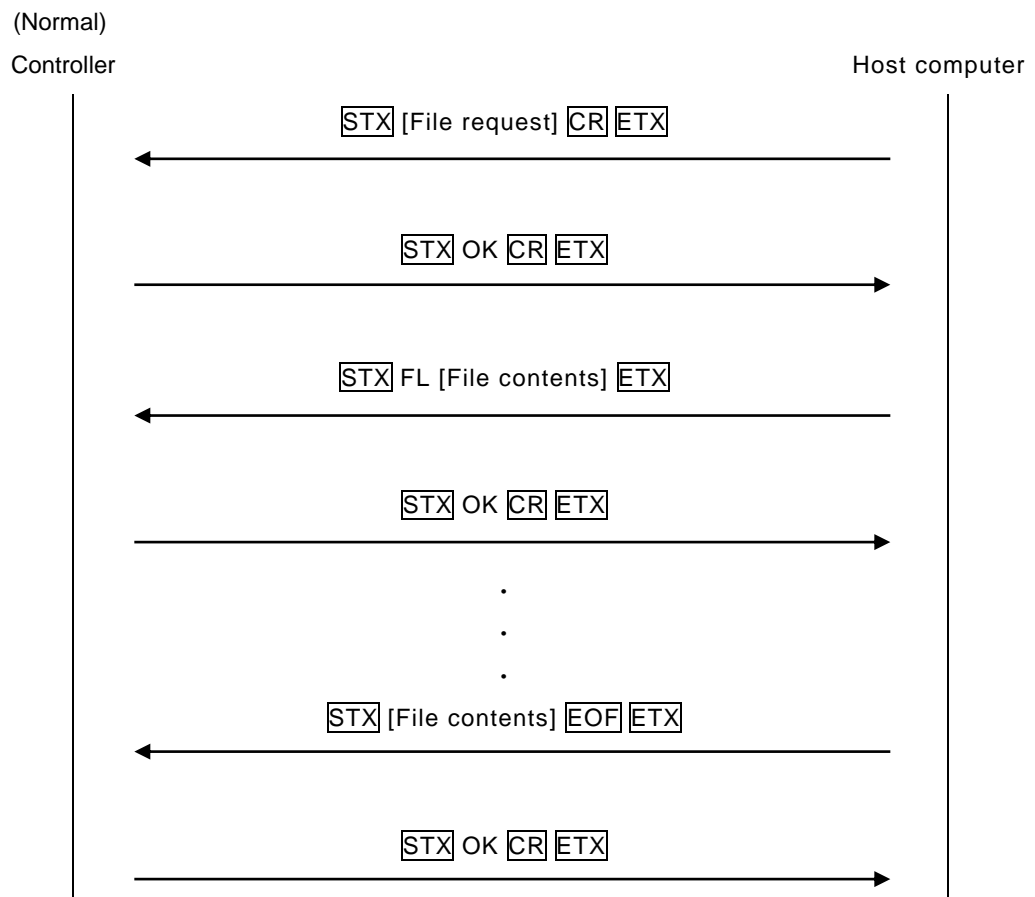 (Normal)
Controller Host computer
STX [File request] CR ETX
STX OK CR ETX
STX FL [File contents] ETX
STX OK CR ETX
.
.
.
STX [File contents] EOF ETX
STX OK CR ETX